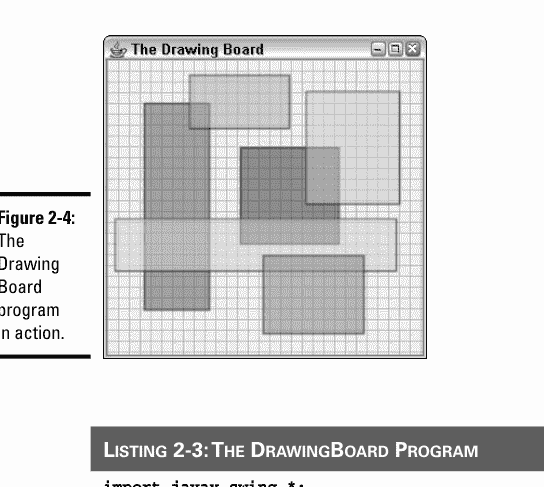 The Drawing Board
Figure 2-4:
The
Drawing
Board
program
in action.
LISTING 2-3: THE DRAWINGBOARD PROGRAM
import javax.swing.*;